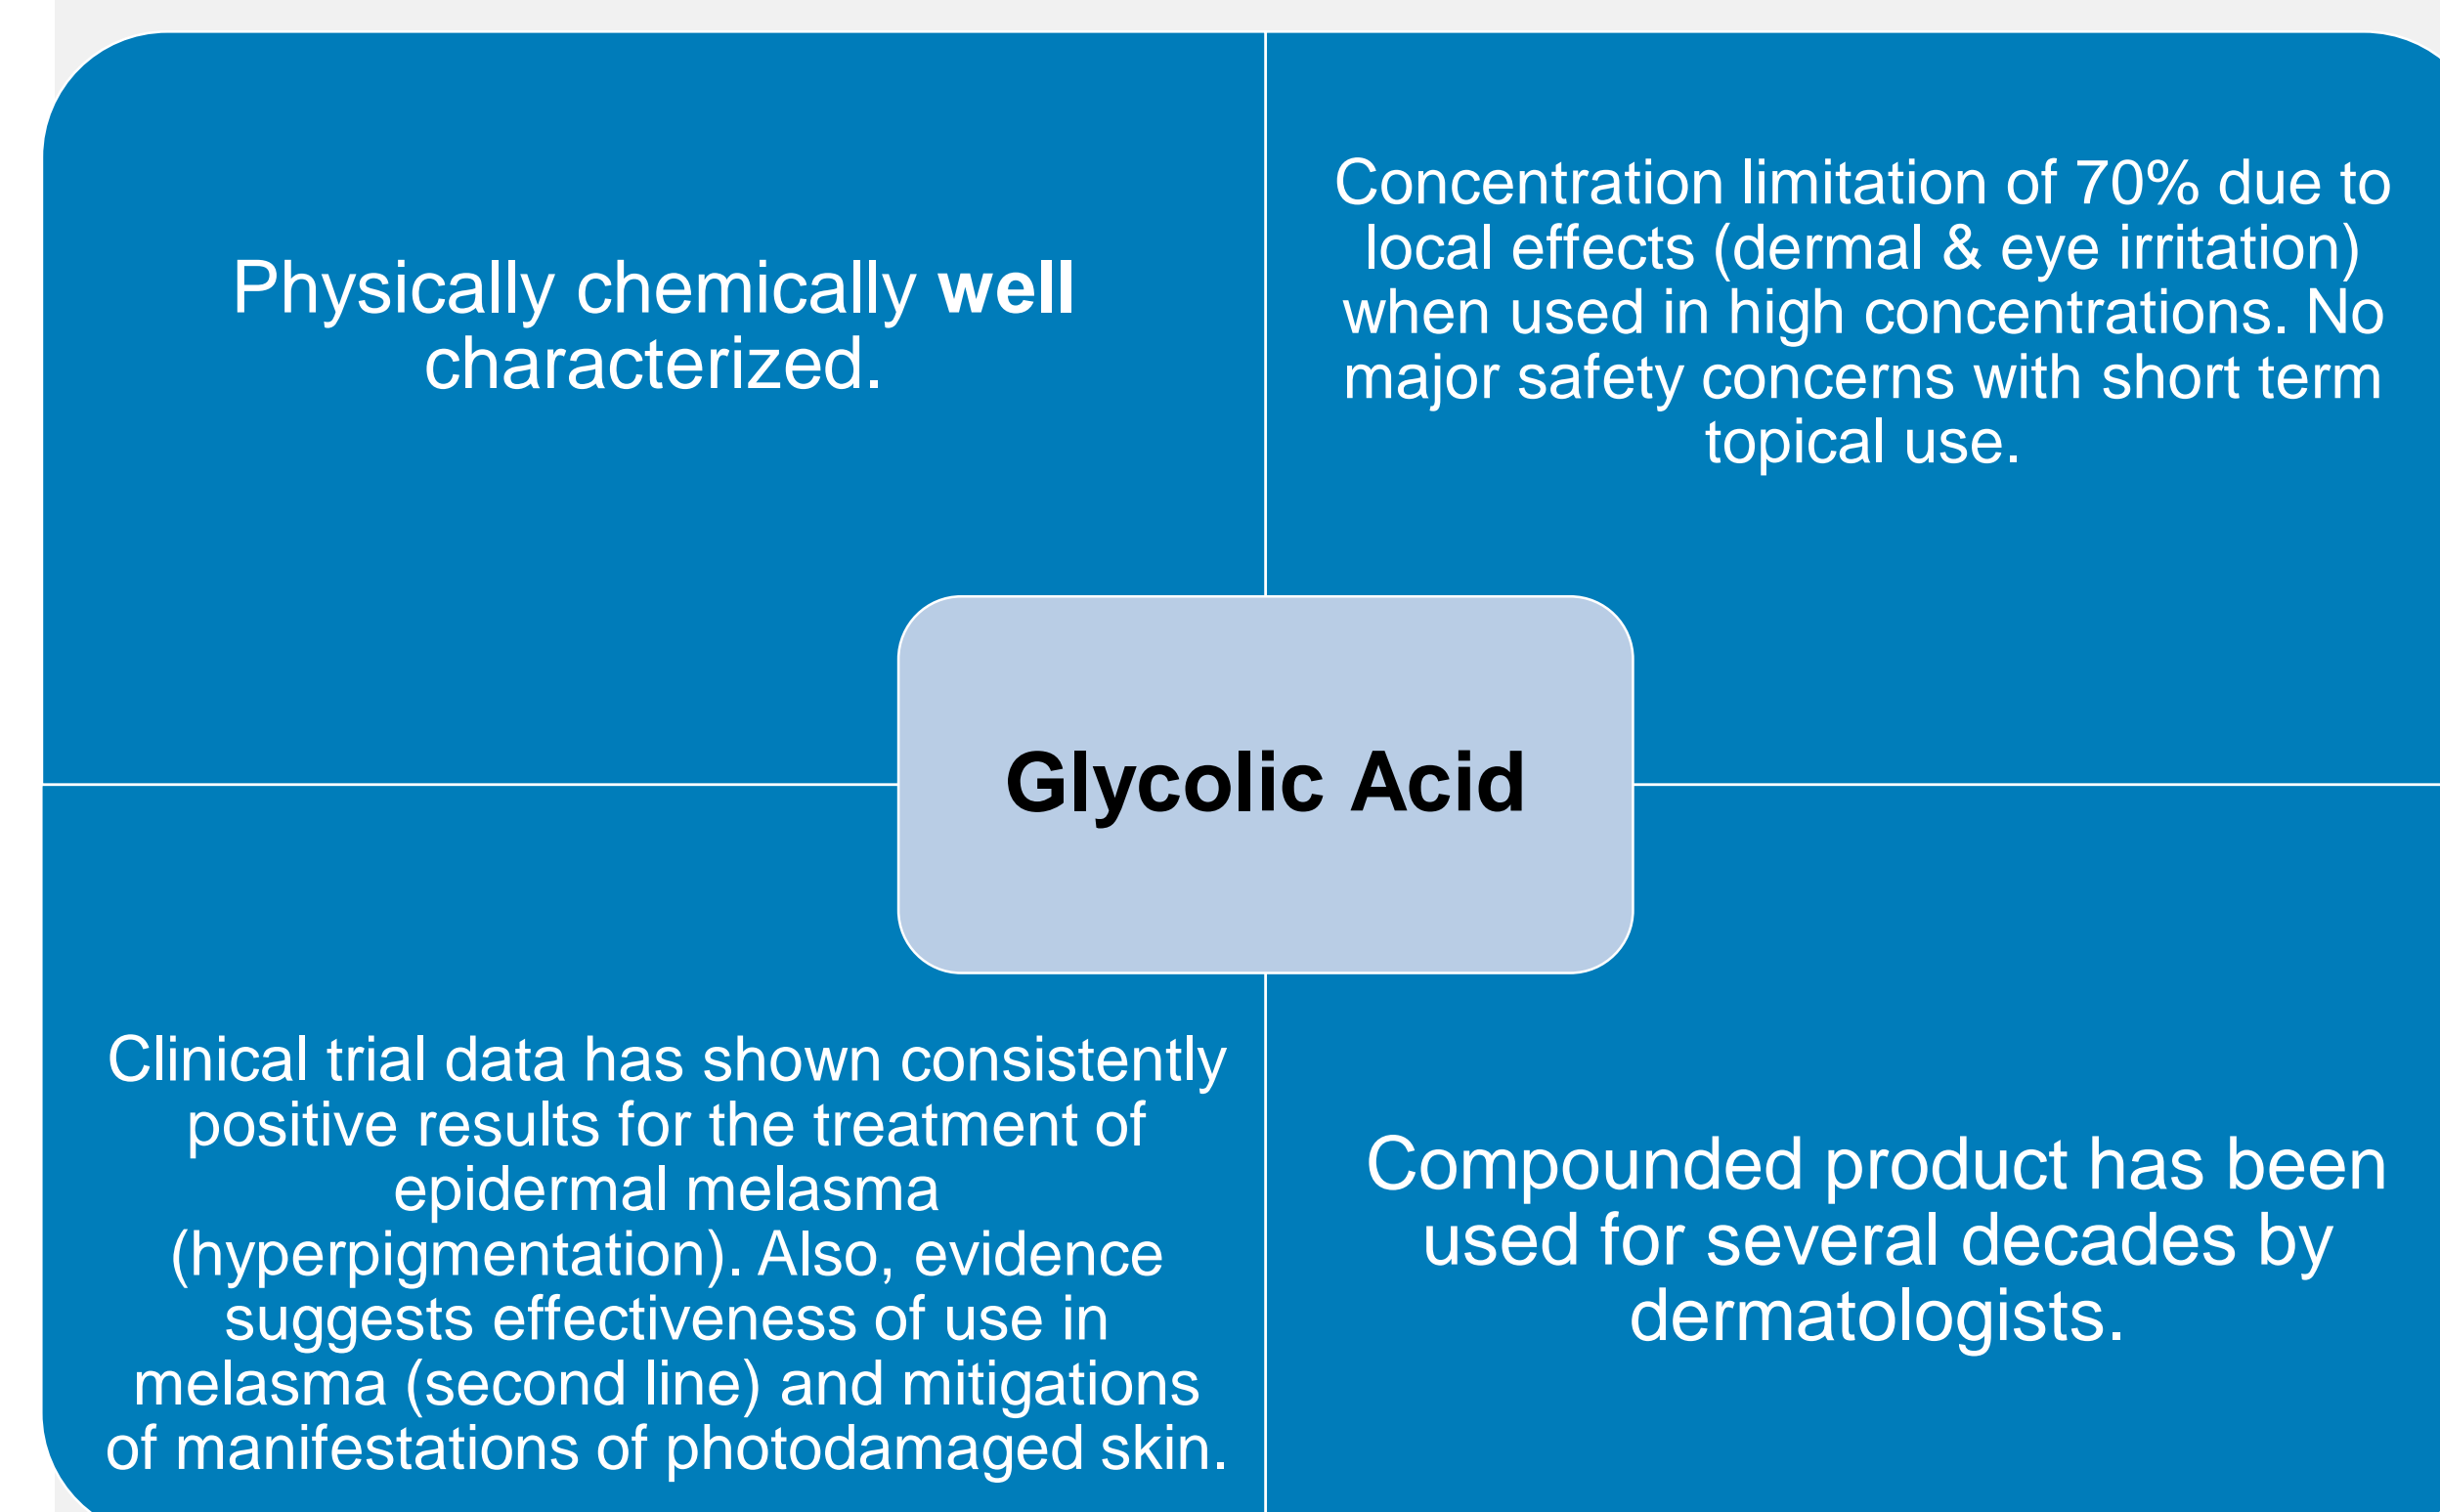 Physically chemically well
characterized.
Concentration limitation of 70% due to
local effects (dermal & eye irritation)
when used in high concentrations. No
major safety concerns with short term
topical use.
Glycolic Acid
Clinical trial data has shown consistently
positive results for the treatment of
epidermal melasma
(hyperpigmentation). Also, evidence
suggests effectiveness of use in
melasma (second line) and mitigations
of manifestations of photodamaged skin.
Compounded product has been
used for several decades by
dermatologists.